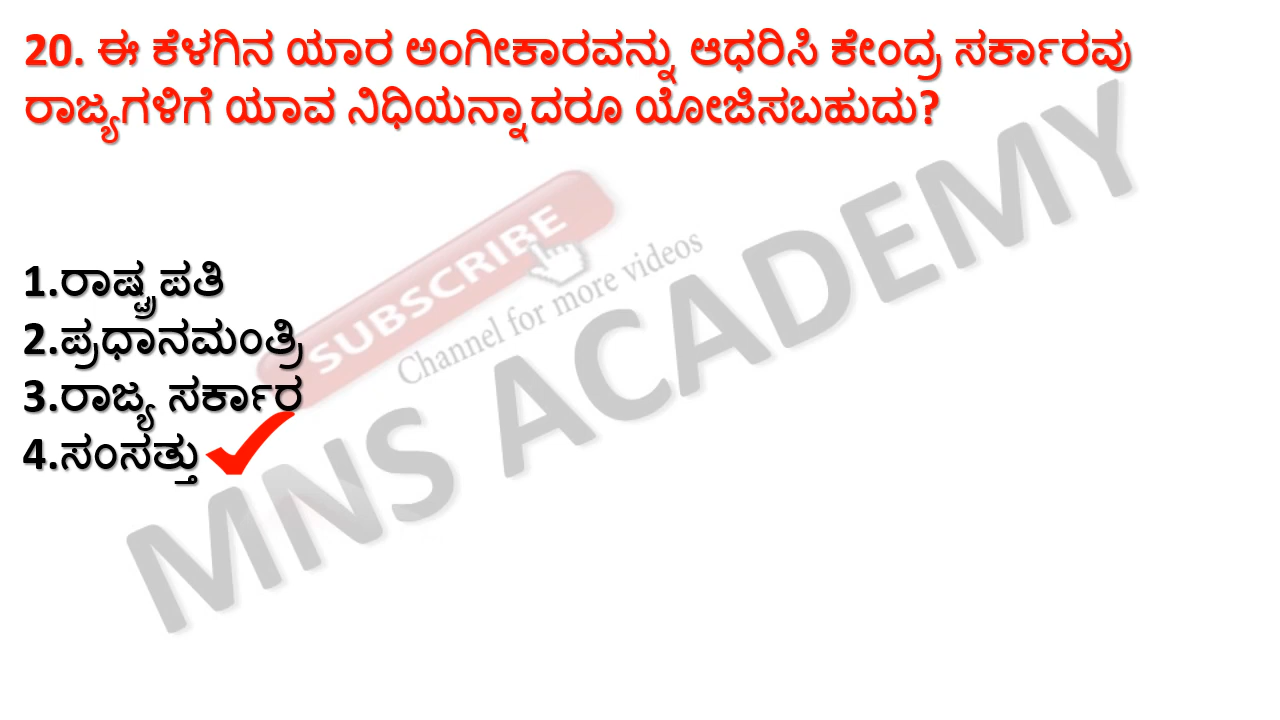 20. ಈ ಕೆಳಗಿನ ಯಾರ ಅಂಗೀಕಾರವನ್ನು ಆಧರಿಸಿ ಕೇಂದ್ರ ಸರ್ಕಾರವು
ರಾಜ್ಯಗಳಿಗೆ ಯಾವ ನಿಧಿಯನ್ನಾದರೂ ಯೋಜಿಸಬಹುದು?
SUBSCRIBE
Channel for more videos
MNS ACADEMY
1.ರಾಷ್ಟ್ರಪತಿ
2.ಪ್ರಧಾನಮಂತ್ರಿ
3.ರಾಜ್ಯ ಸರ್ಕಾರ
4.ಸಂಸತ್ತು